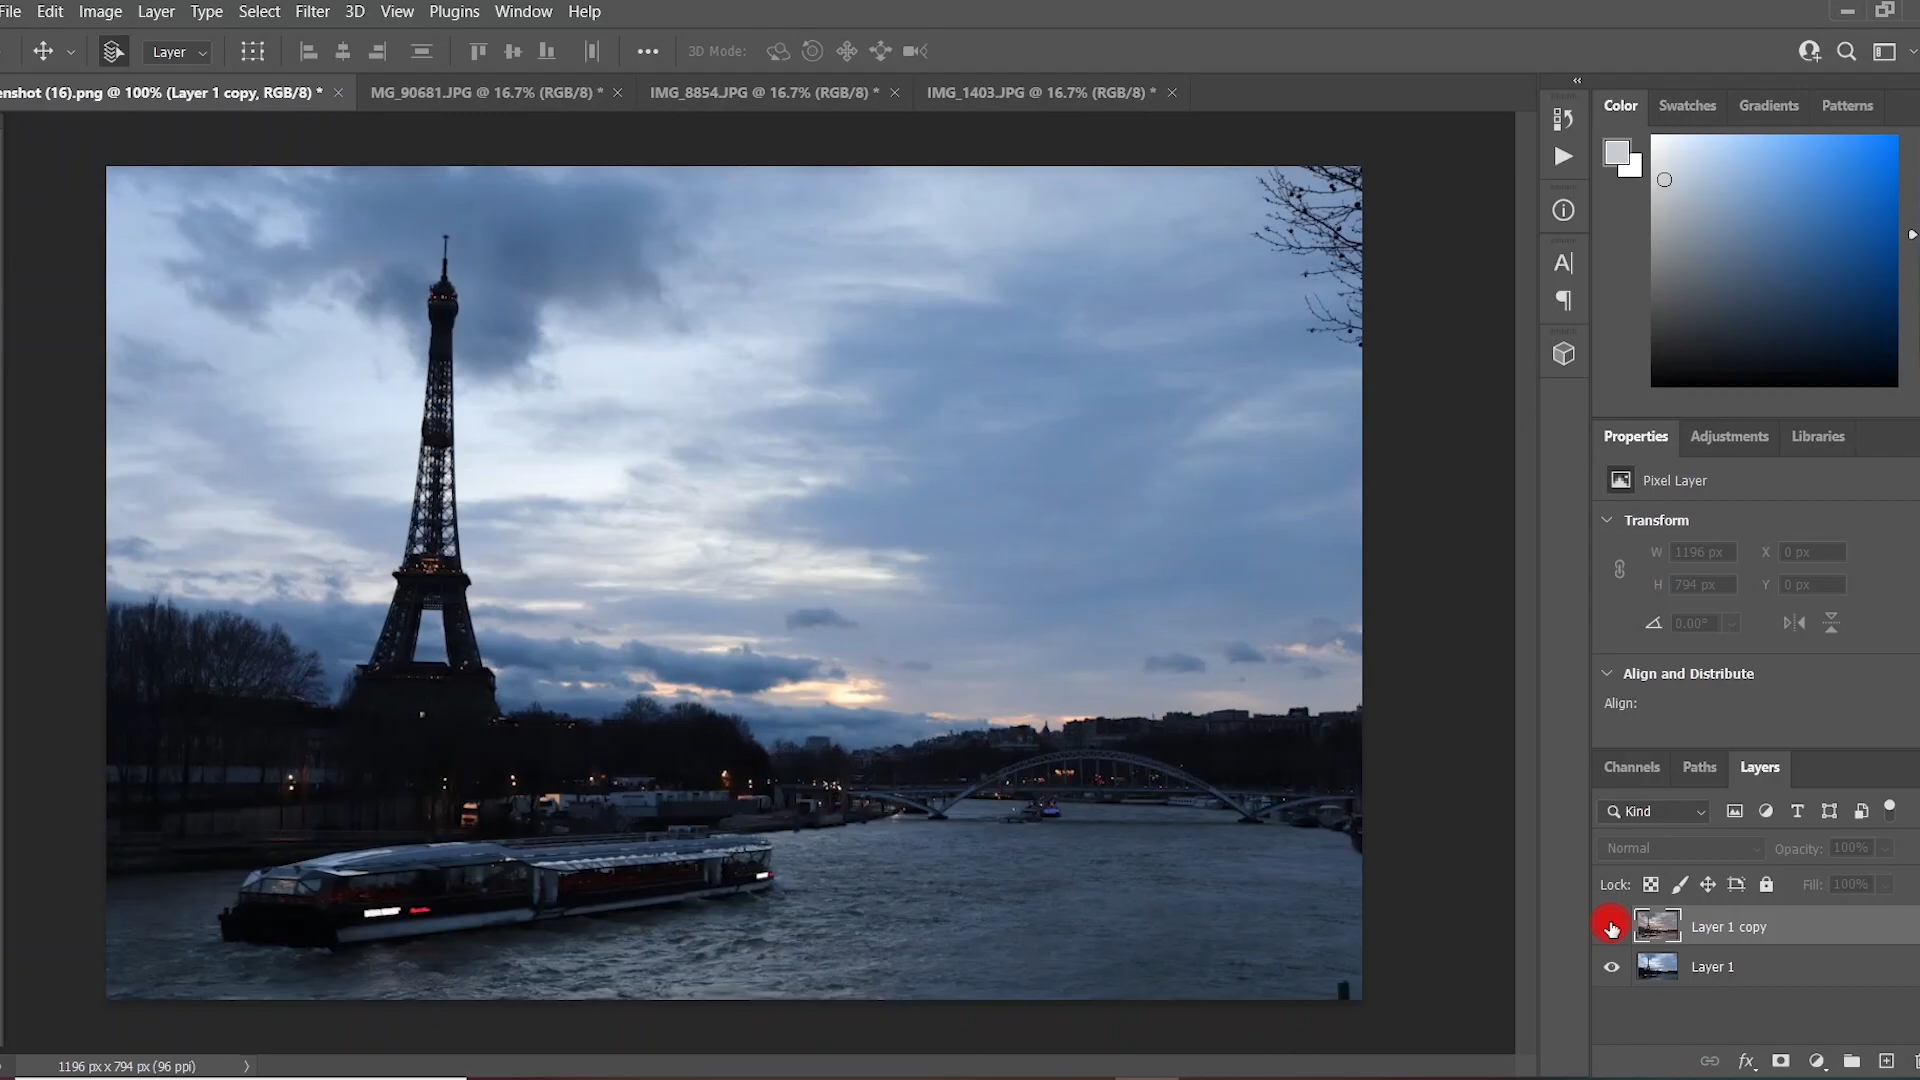 File Edit Image Layer Type Select Filter 3D View Plugins Window Help
Layer
3D Mode:
enshot (16).png @ 100% (Layer 1 copy, RGB/8) *
MG_90681.JPG @ 16.7% (RGB/8) *
IMG_8854.JPG @ 16.7% (RGB/8) *
IMG_1403.JPG @ 16.7% (RGB/8) *
Color Swatches Gradients Patterns
Properties Adjustments Libraries
Pixel Layer
Transform
W 1196 px X 0 px
H 794 px Y 0 px
0.00°
Align and Distribute
Align:
Channels Paths Layers
Kind
Normal Opacity: 100%
Lock: Fill: 100%
Layer 1 copy
Layer 1
fx
1196 px x 794 px (96 ppi)